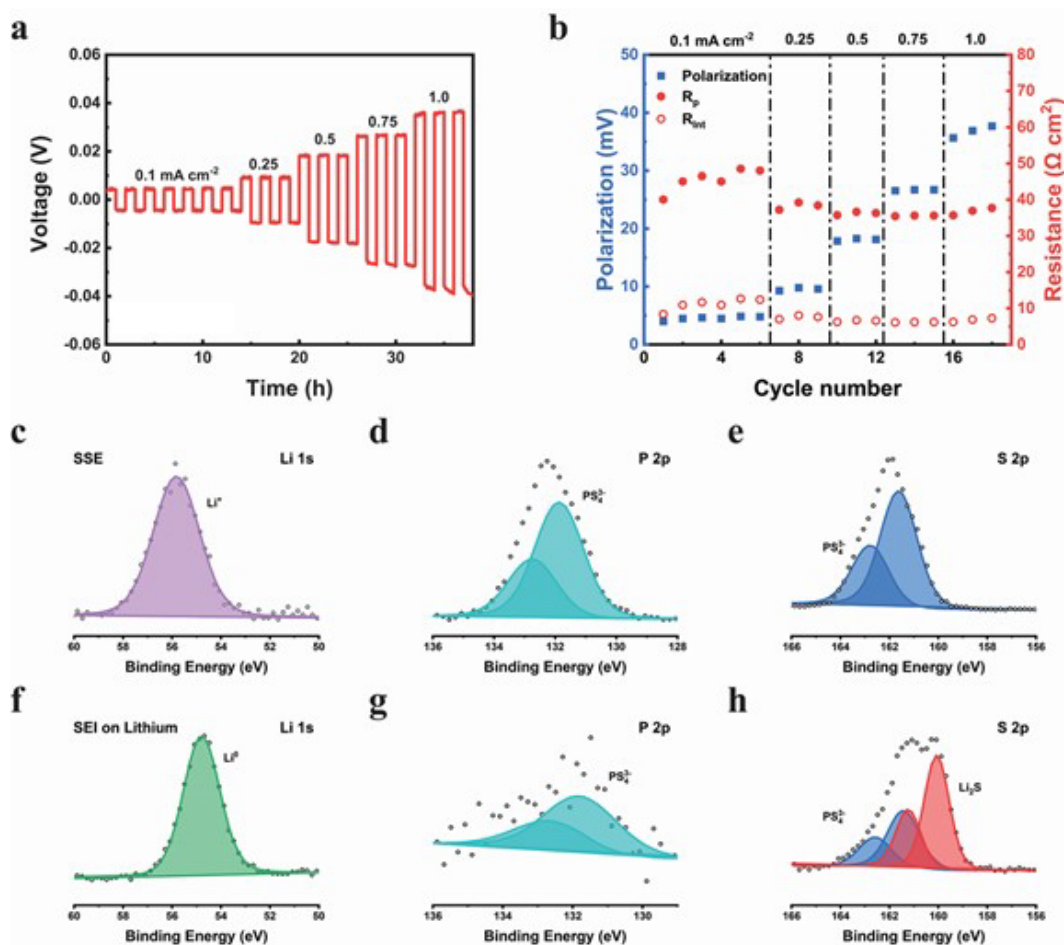 a
0.06
0.04
0.02
0.00
-0.02
-0.04
-0.06
Voltage (V)
0.1 mA cm⁻²
0.25
0.5
0.75
1.0
0 10 20 30
Time (h)
b
0.1 mA cm⁻² 0.25 0.5 0.75 1.0
50
40
30
20
10
0
Polarization (mV)
Polarization
Rₚ
R_int
80
70
60
50
40
30
20
10
0
Resistance (Ω cm²)
0 4 8 12 16
Cycle number
c
SSE Li 1s
Li⁺
60 58 56 54 52 50
Binding Energy (eV)
d
P 2p
PS₄³⁻
136 134 132 130 128
Binding Energy (eV)
e
S 2p
PS₄³⁻
166 164 162 160 158 156
Binding Energy (eV)
f
SEI on Lithium Li 1s
Li⁰
60 58 56 54 52 50
Binding Energy (eV)
g
P 2p
PS₄³⁻
136 134 132 130
Binding Energy (eV)
h
S 2p
PS₄³⁻
Li₂S
166 164 162 160 158 156
Binding Energy (eV)